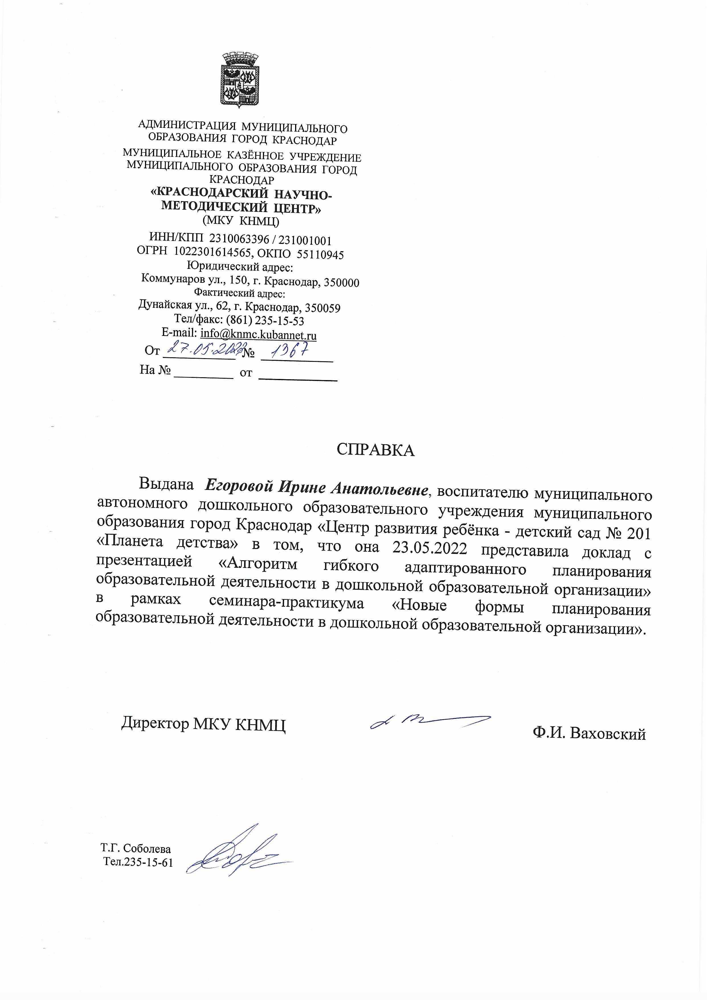 АДМИНИСТРАЦИЯ МУНИЦИПАЛЬНОГО
ОБРАЗОВАНИЯ ГОРОД КРАСНОДАР
МУНИЦИПАЛЬНОЕ КАЗЁННОЕ УЧРЕЖДЕНИЕ
МУНИЦИПАЛЬНОГО ОБРАЗОВАНИЯ ГОРОД
КРАСНОДАР
«КРАСНОДАРСКИЙ НАУЧНО-
МЕТОДИЧЕСКИЙ ЦЕНТР»
(МКУ КНМЦ)
ИНН/КПП 2310063396 / 231001001
ОГРН 1022301614565, ОКПО 55110945
Юридический адрес:
Коммунаров ул., 150, г. Краснодар, 350000
Фактический адрес:
Дунайская ул., 62, г. Краснодар, 350059
Тел/факс: (861) 235-15-53
E-mail: info@knmc.kubannet.ru
От 27.05.2022 № 1367
На № __________ от _____________
СПРАВКА
Выдана Егоровой Ирине Анатольевне, воспитателю муниципального
автономного дошкольного образовательного учреждения муниципального
образования город Краснодар «Центр развития ребёнка - детский сад № 201
«Планета детства» в том, что она 23.05.2022 представила доклад с
презентацией «Алгоритм гибкого адаптированного планирования
образовательной деятельности в дошкольной образовательной организации»
в рамках семинара-практикума «Новые формы планирования
образовательной деятельности в дошкольной образовательной организации».
Директор МКУ КНМЦ Ф.И. Ваховский
Т.Г. Соболева
Тел.235-15-61